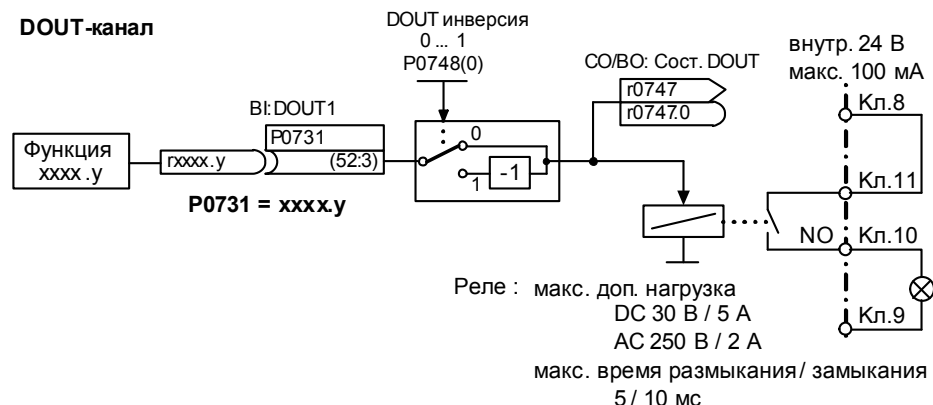 DOUT-канал
DOUT инверсия
0 ... 1
P0748(0)
CO/BO: Сост. DOUT
r0747
r0747.0
внутр. 24 В
макс. 100 мА
Кл.8
BI:DOUT1
P0731
(52:3)
Функция
xxxx .y
rxxxx.y
P0731 = xxxx.y
0
1
-1
Кл.11
NO
Кл.10
Кл.9
Реле : макс. доп. нагрузка
DC 30 В / 5 А
AC 250 В / 2 А
макс. время размыкания / замыкания
5 / 10 мс